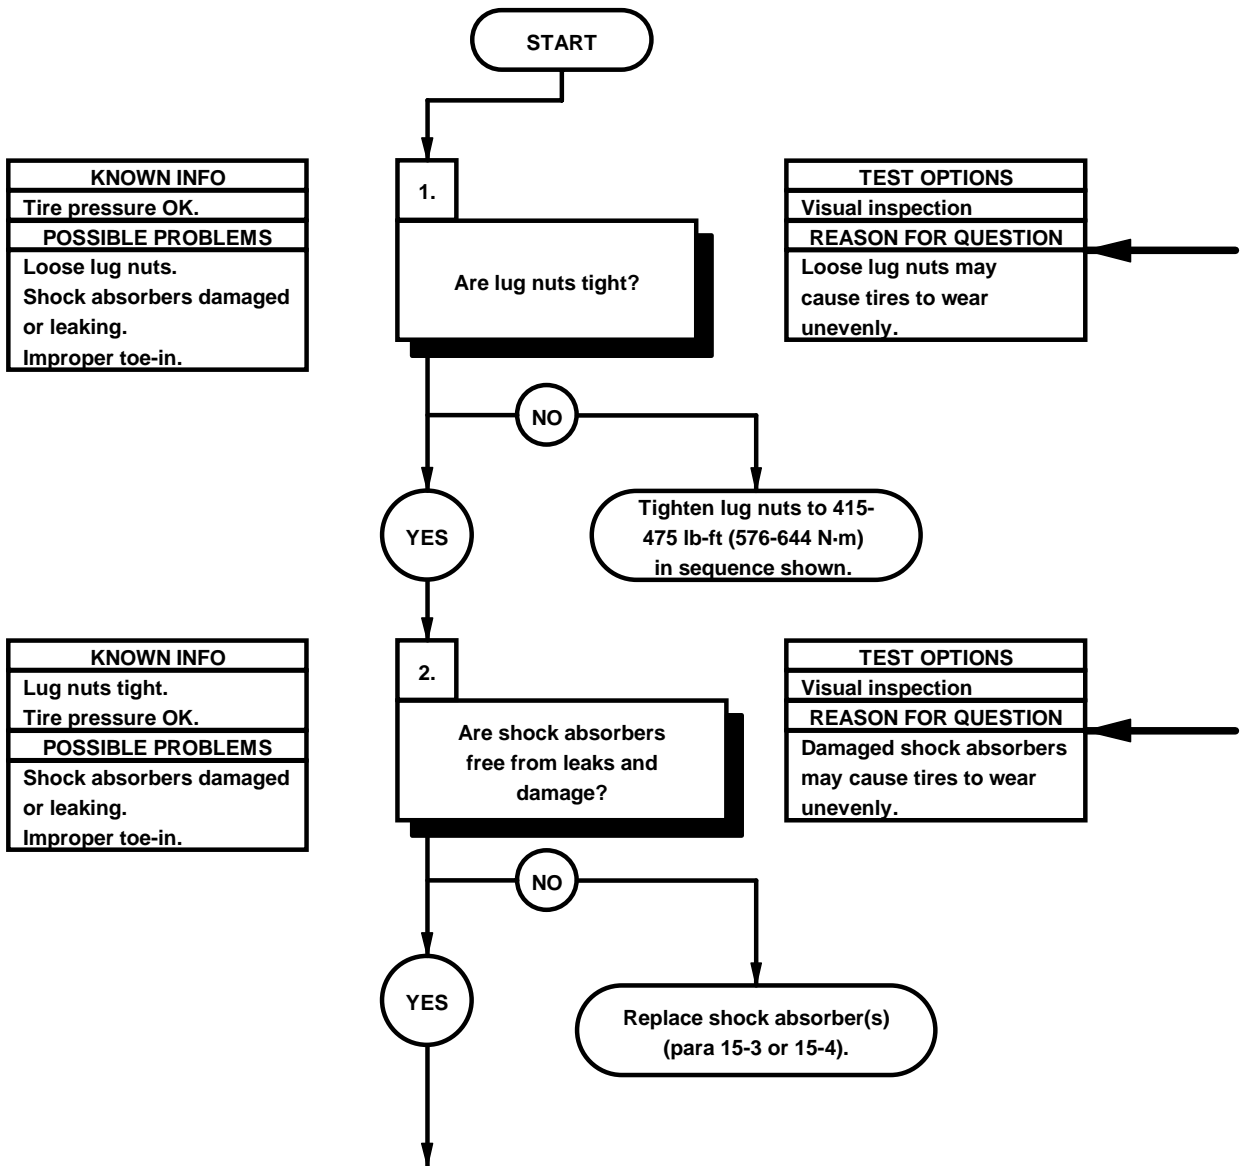 START
KNOWN INFO
Tire pressure OK.
POSSIBLE PROBLEMS
Loose lug nuts.
Shock absorbers damaged
or leaking.
Improper toe-in.
1.
Are lug nuts tight?
TEST OPTIONS
Visual inspection
REASON FOR QUESTION
Loose lug nuts may
cause tires to wear
unevenly.
NO
YES
Tighten lug nuts to 415-
475 lb-ft (576-644 N·m)
in sequence shown.
KNOWN INFO
Lug nuts tight.
Tire pressure OK.
POSSIBLE PROBLEMS
Shock absorbers damaged
or leaking.
Improper toe-in.
2.
Are shock absorbers
free from leaks and
damage?
TEST OPTIONS
Visual inspection
REASON FOR QUESTION
Damaged shock absorbers
may cause tires to wear
unevenly.
NO
YES
Replace shock absorber(s)
(para 15-3 or 15-4).